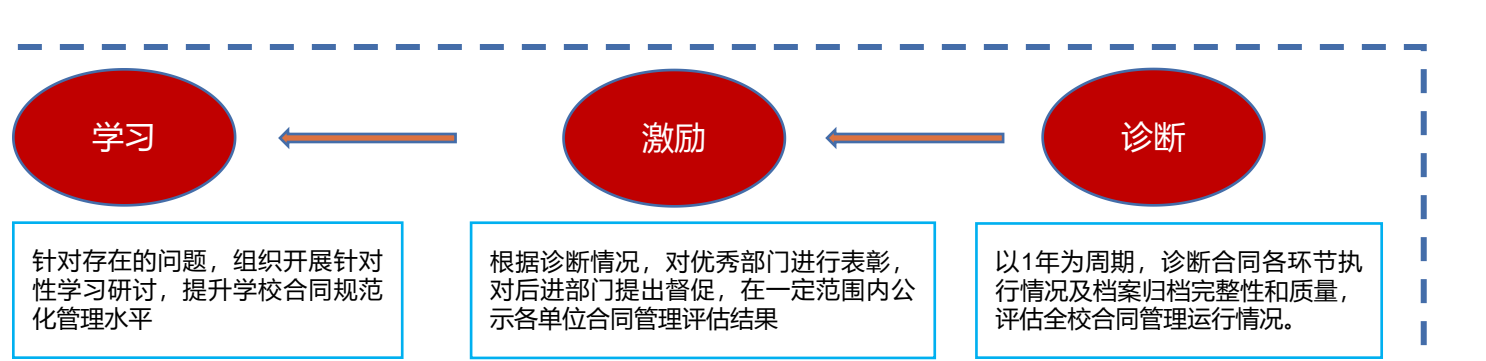 学习
激励
诊断
针对存在的问题，组织开展针对
性学习研讨，提升学校合同规范
化管理水平
根据诊断情况，对优秀部门进行表彰，
对后进部门提出督促，在一定范围内公
示各单位合同管理评估结果
以1年为周期，诊断合同各环节执
行情况及档案归档完整性和质量，
评估全校合同管理运行情况。